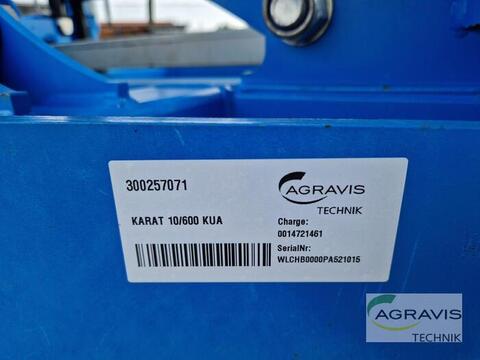 300257071
AGRAVIS
TECHNIK
KARAT 10/600 KUA
Charge:
0014721461
SerialNr:
WLCHB0000PA521015
AGRAVIS
TECHNIK